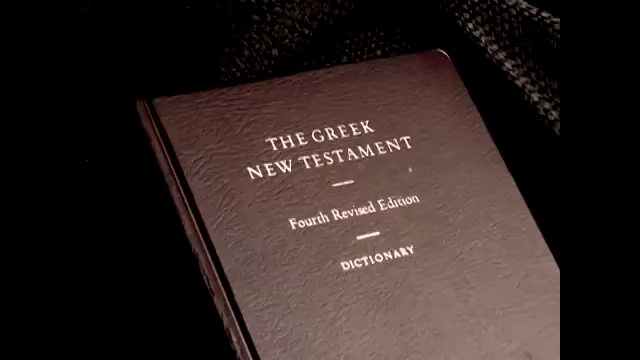 THE GREEK
NEW TESTAMENT
Fourth Revised Edition
DICTIONARY